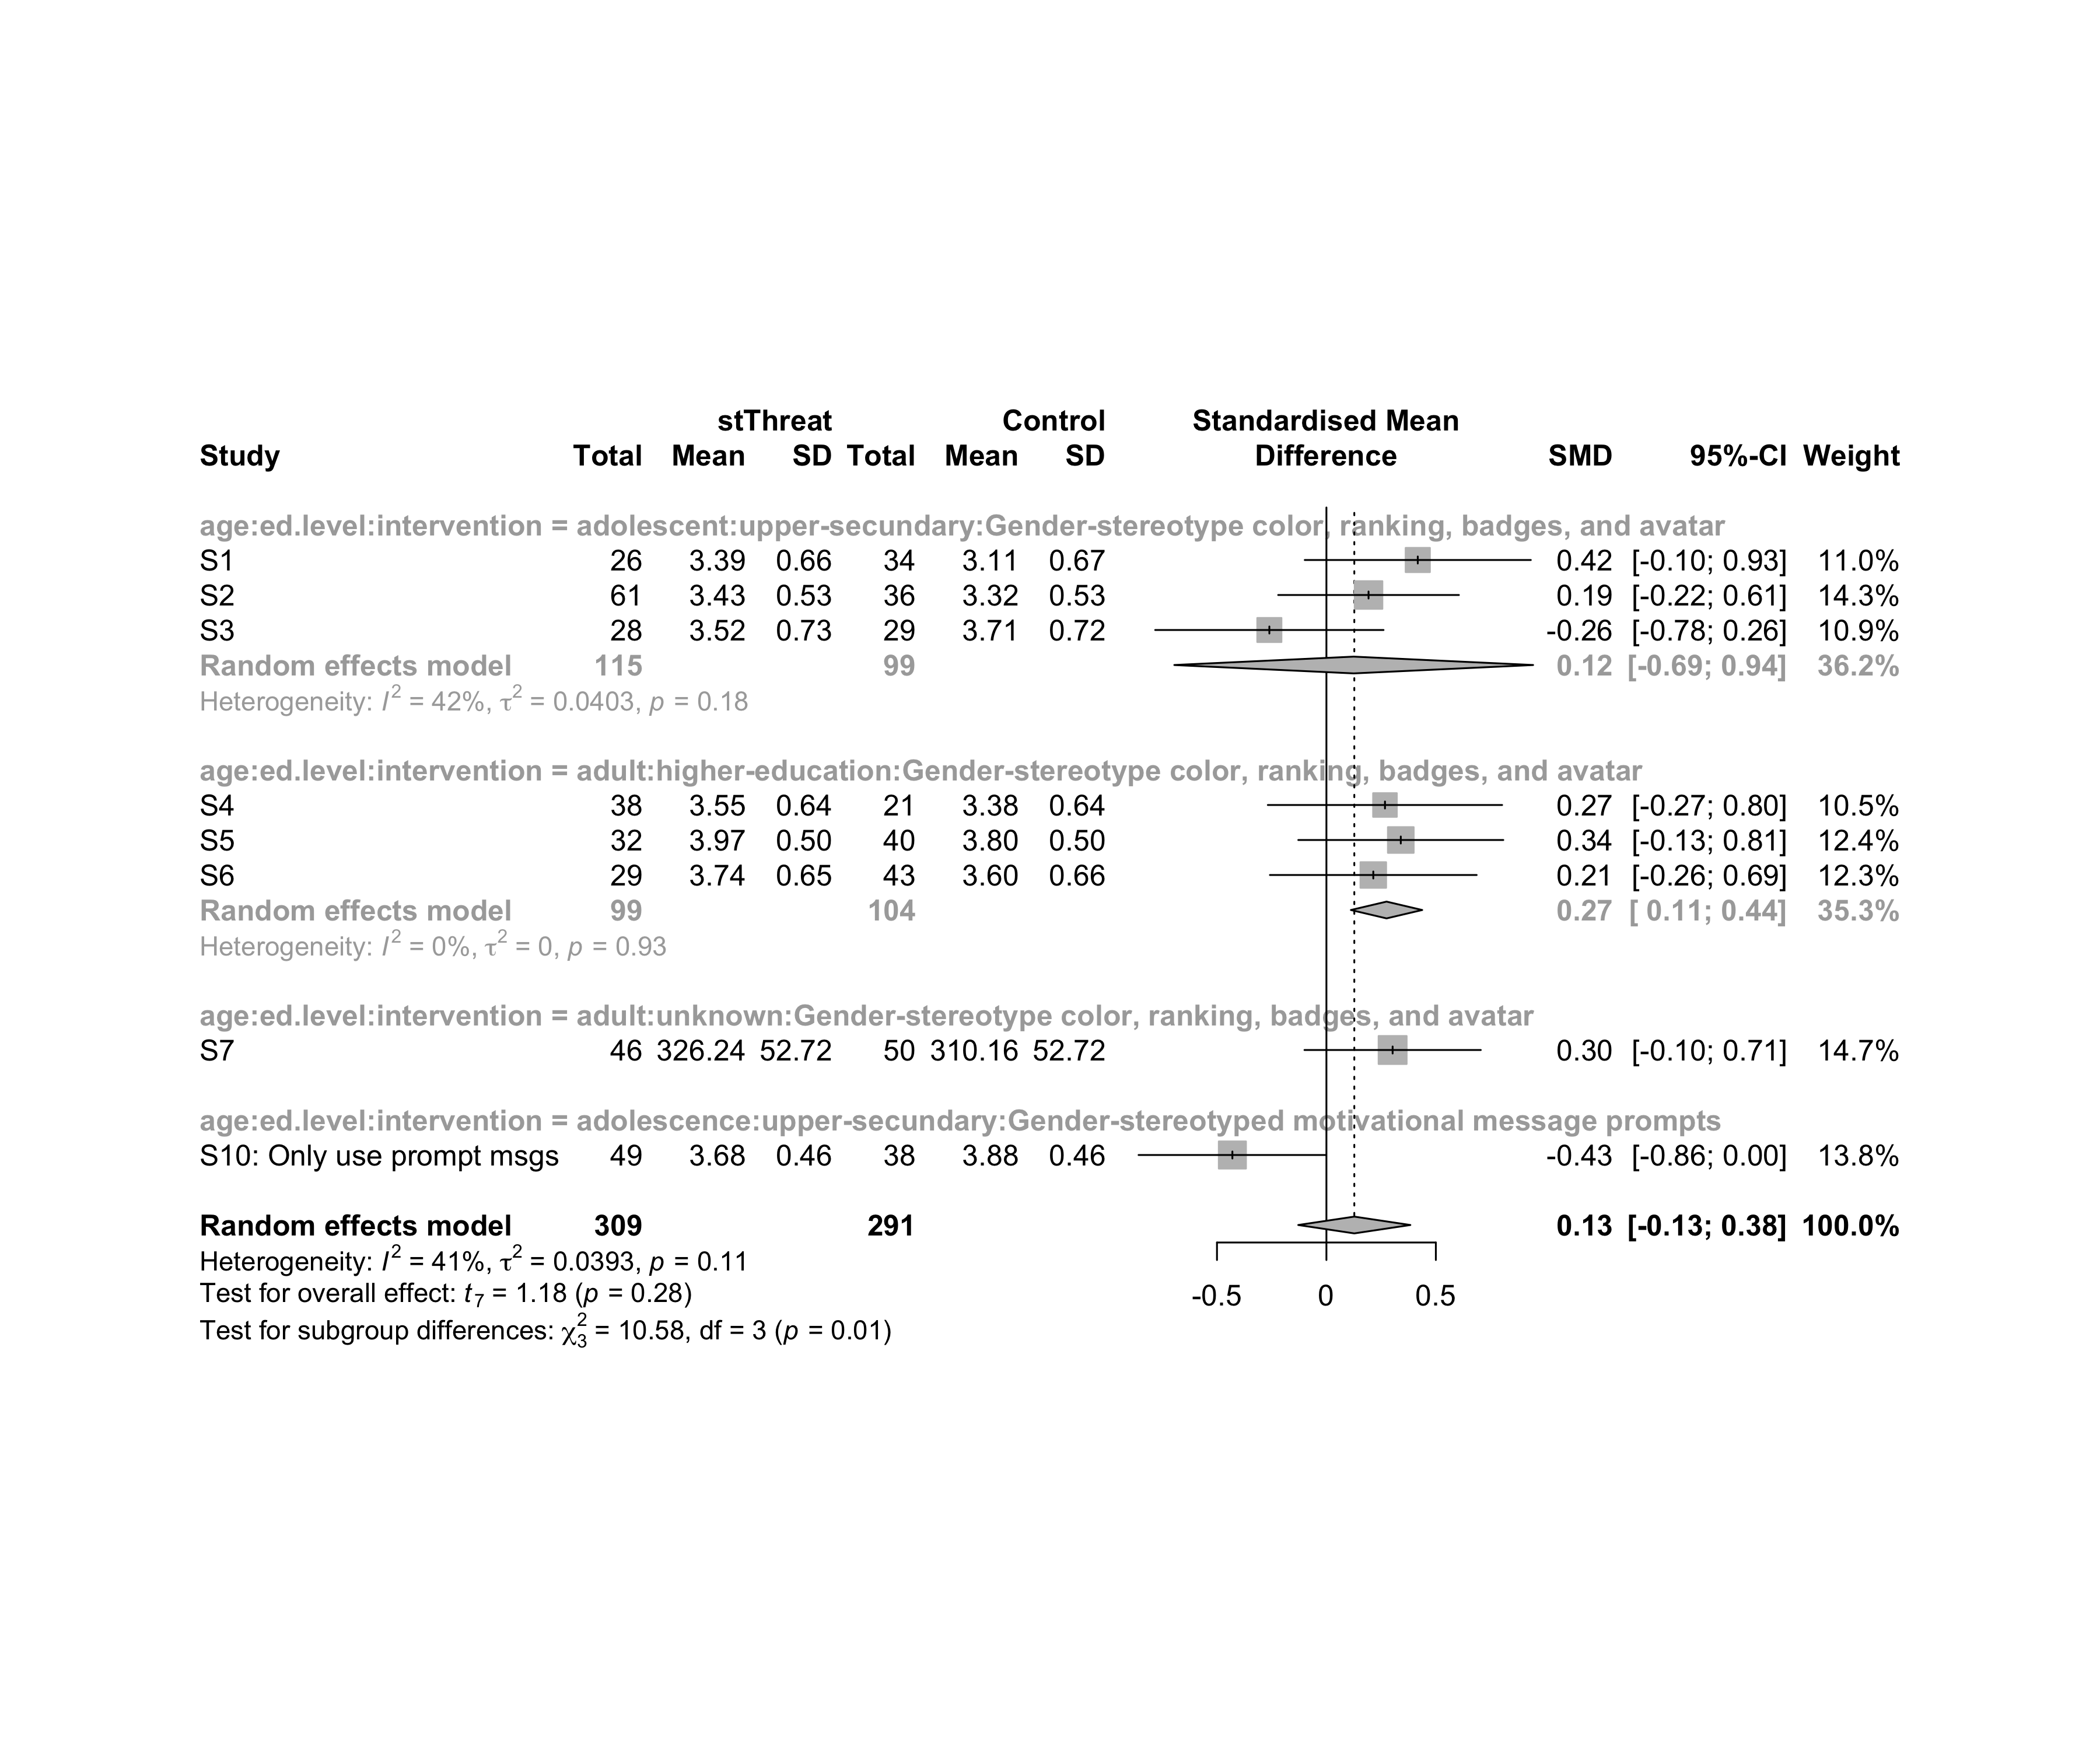 stThreat Control Standardised Mean
Study Total Mean SD Total Mean SD Difference SMD 95%-CI Weight
age:ed.level:intervention = adolescent:upper-secundary:Gender-stereotype color, ranking, badges, and avatar
S1 26 3.39 0.66 34 3.11 0.67 0.42 [-0.10; 0.93] 11.0%
S2 61 3.43 0.53 36 3.32 0.53 0.19 [-0.22; 0.61] 14.3%
S3 28 3.52 0.73 29 3.71 0.72 -0.26 [-0.78; 0.26] 10.9%
Random effects model 115 99 0.12 [-0.69; 0.94] 36.2%
Heterogeneity: I² = 42%, τ² = 0.0403, p = 0.18
age:ed.level:intervention = adult:higher-education:Gender-stereotype color, ranking, badges, and avatar
S4 38 3.55 0.64 21 3.38 0.64 0.27 [-0.27; 0.80] 10.5%
S5 32 3.97 0.50 40 3.80 0.50 0.34 [-0.13; 0.81] 12.4%
S6 29 3.74 0.65 43 3.60 0.66 0.21 [-0.26; 0.69] 12.3%
Random effects model 99 104 0.27 [ 0.11; 0.44] 35.3%
Heterogeneity: I² = 0%, τ² = 0, p = 0.93
age:ed.level:intervention = adult:unknown:Gender-stereotype color, ranking, badges, and avatar
S7 46 326.24 52.72 50 310.16 52.72 0.30 [-0.10; 0.71] 14.7%
age:ed.level:intervention = adolescence:upper-secundary:Gender-stereotyped motivational message prompts
S10: Only use prompt msgs 49 3.68 0.46 38 3.88 0.46 -0.43 [-0.86; 0.00] 13.8%
Random effects model 309 291 0.13 [-0.13; 0.38] 100.0%
Heterogeneity: I² = 41%, τ² = 0.0393, p = 0.11
Test for overall effect: t₇ = 1.18 (p = 0.28) -0.5 0 0.5
Test for subgroup differences: χ²₃ = 10.58, df = 3 (p = 0.01)